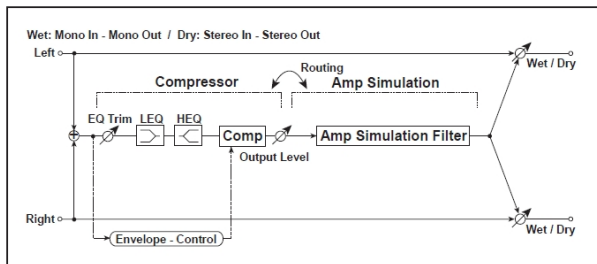 Wet: Mono In - Mono Out / Dry: Stereo In - Stereo Out
Left
Wet / Dry
Routing
Compressor
Amp Simulation
EQ Trim
LEQ
HEQ
Comp
Output Level
Amp Simulation Filter
Right
Wet / Dry
Envelope - Control